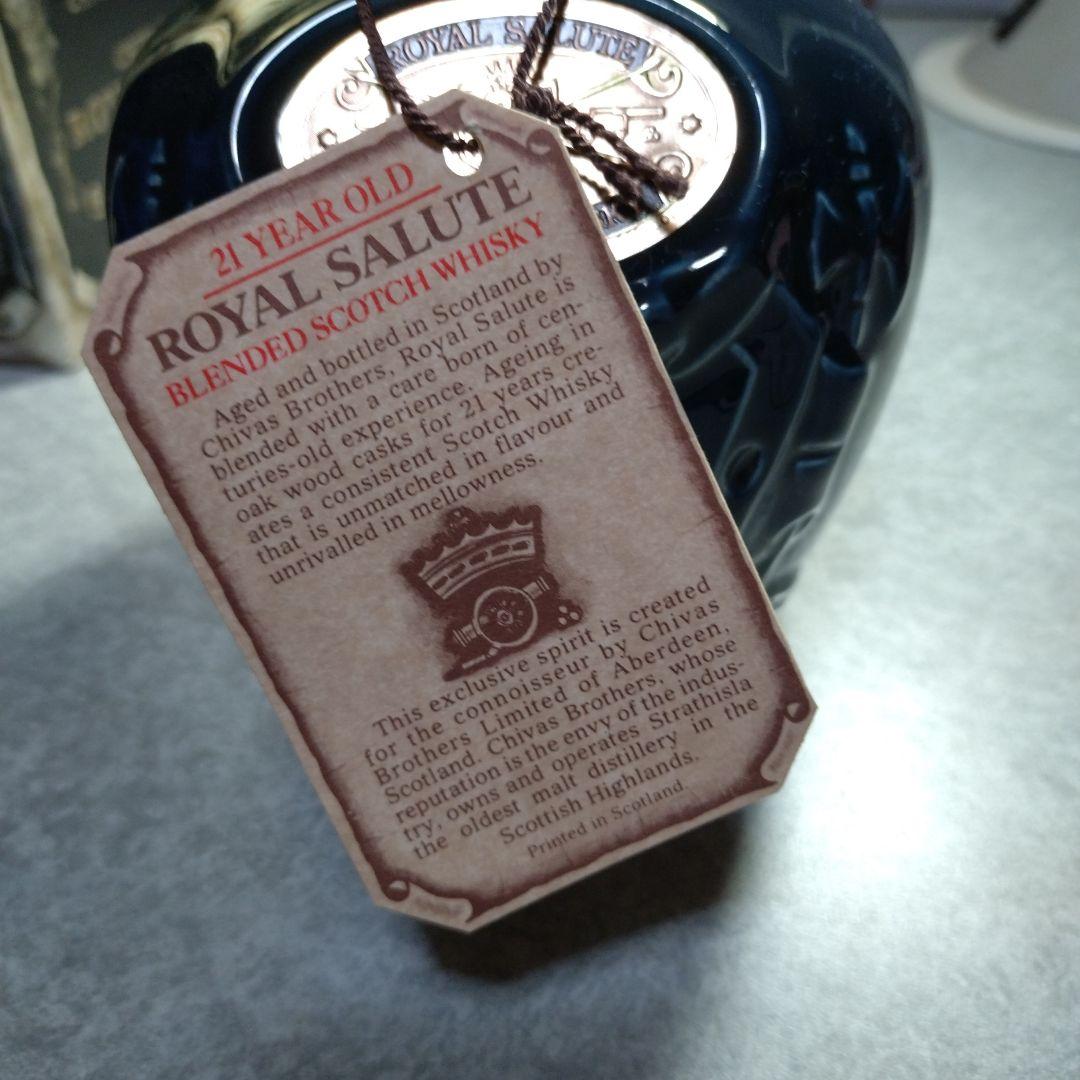 ROYAL SALUTE
21 YEAR OLD
ROYAL SALUTE
BLENDED SCOTCH WHISKY
Aged and bottled in Scotland by
Chivas Brothers, Royal Salute is
blended with a care born of cen-
turies-old experience. Ageing in
oak wood casks for 21 years cre-
ates a consistent Scotch Whisky
that is unmatched in flavour and
unrivalled in mellowness.
This exclusive spirit is created
for the connoisseur by Chivas
Brothers Limited of Aberdeen,
Scotland. Chivas Brothers, whose
reputation is the envy of the indus-
try, owns and operates Strathisla
the oldest malt distillery in the
Scottish Highlands.
Printed in Scotland.